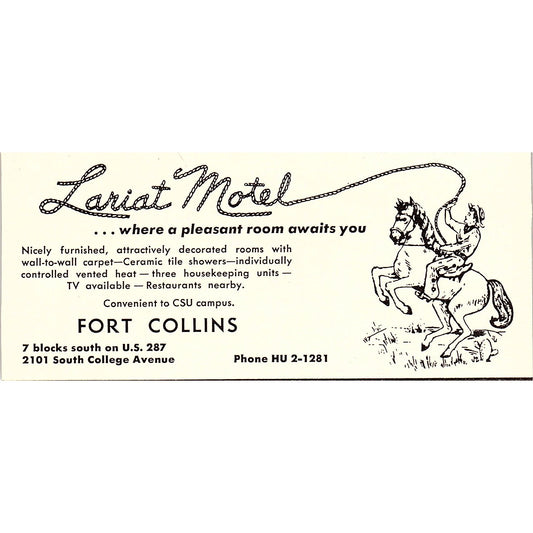 Lariat Motel
...where a pleasant room awaits you
Nicely furnished, attractively decorated rooms with
wall-to-wall carpet—Ceramic tile showers—individually
controlled vented heat — three housekeeping units —
TV available — Restaurants nearby.
Convenient to CSU campus.
FORT COLLINS
7 blocks south on U.S. 287
2101 South College Avenue
Phone HU 2-1281